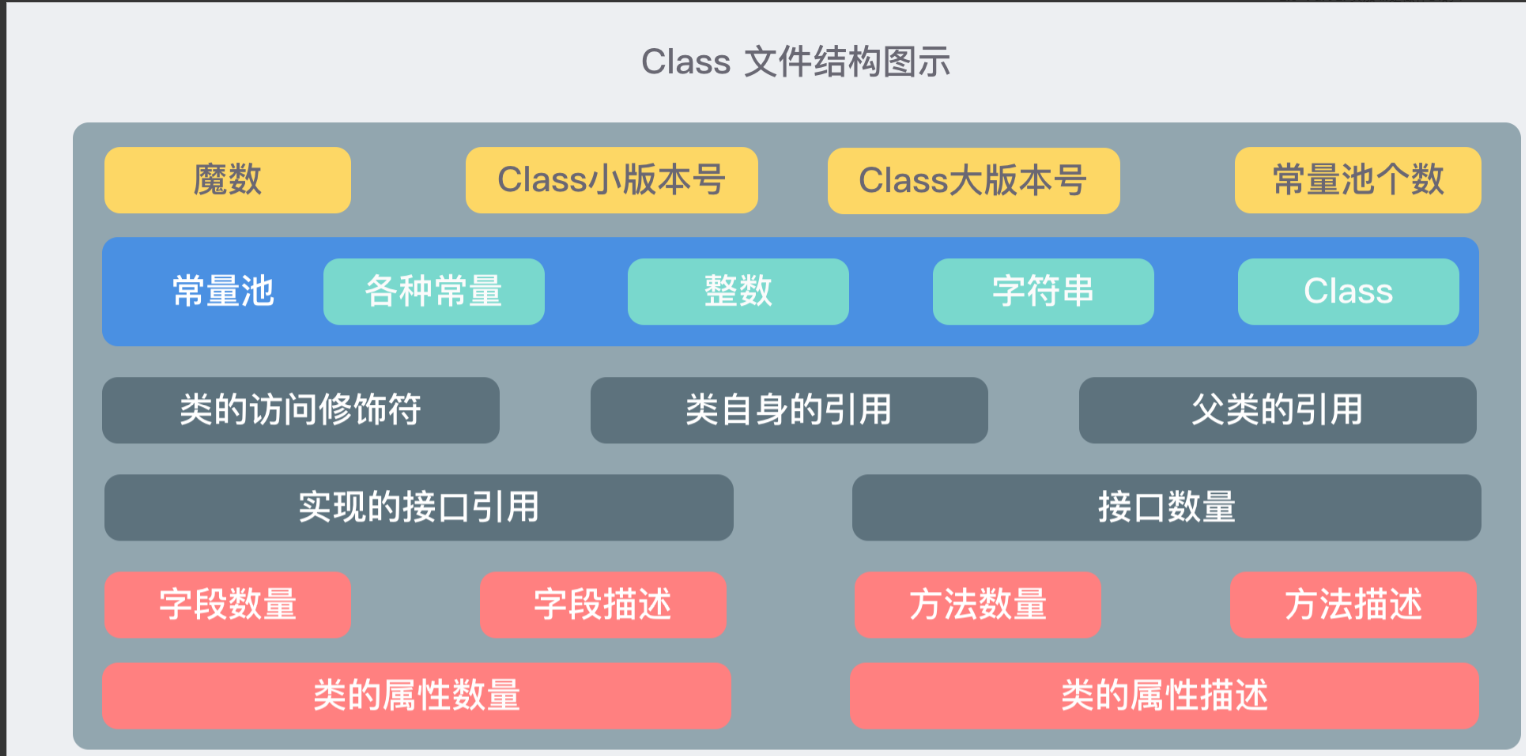 Class 文件结构图示
魔数 Class小版本号 Class大版本号 常量池个数
常量池 各种常量 整数 字符串 Class
类的访问修饰符 类自身的引用 父类的引用
实现的接口引用 接口数量
字段数量 字段描述 方法数量 方法描述
类的属性数量 类的属性描述